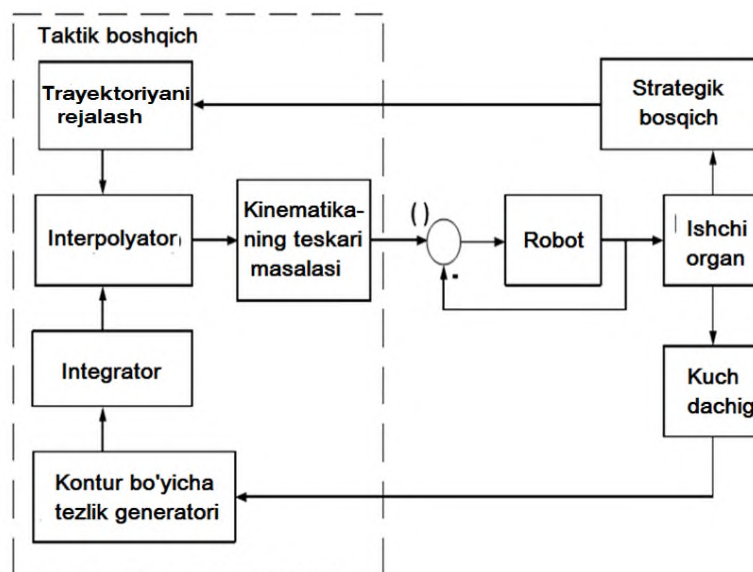 Taktik boshqich
Trayektoriyani
rejalash
Strategik
bosqich
Interpolyator
Kinematika-
ning teskari
masalasi
( )
Robot
Ishchi
organ
Integrator
Kuch
dachig
Kontur bo'yicha
tezlik generatori